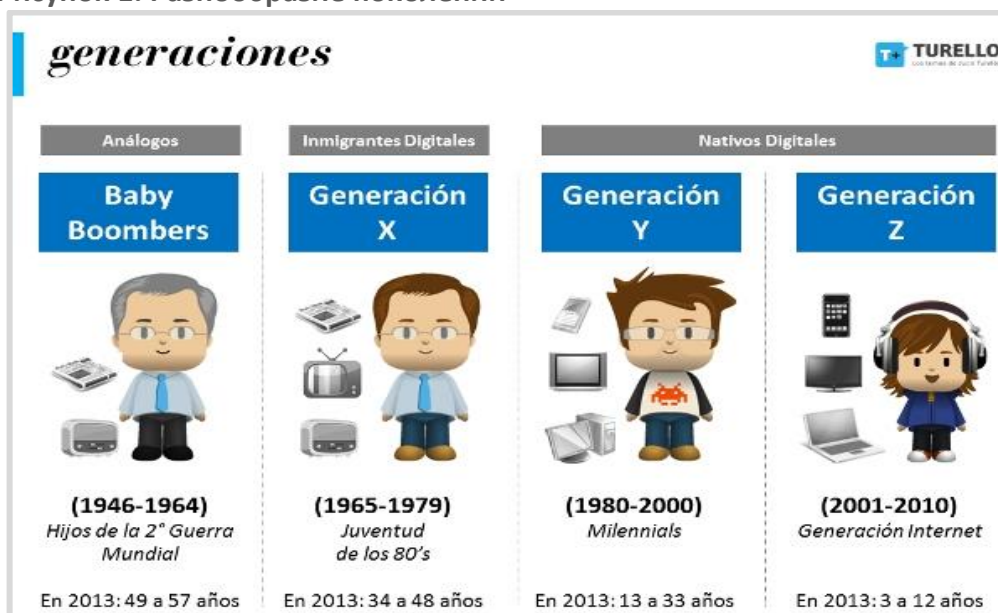 generaciones
T+ TURELLO
Análogos
Inmigrantes Digitales
Nativos Digitales
Baby
Boombers
Generación
X
Generación
Y
Generación
Z
(1946-1964)
Hijos de la 2° Guerra
Mundial
(1965-1979)
Juventud
de los 80’s
(1980-2000)
Milennials
(2001-2010)
Generación Internet
En 2013: 49 a 57 años
En 2013: 34 a 48 años
En 2013: 13 a 33 años
En 2013: 3 a 12 años